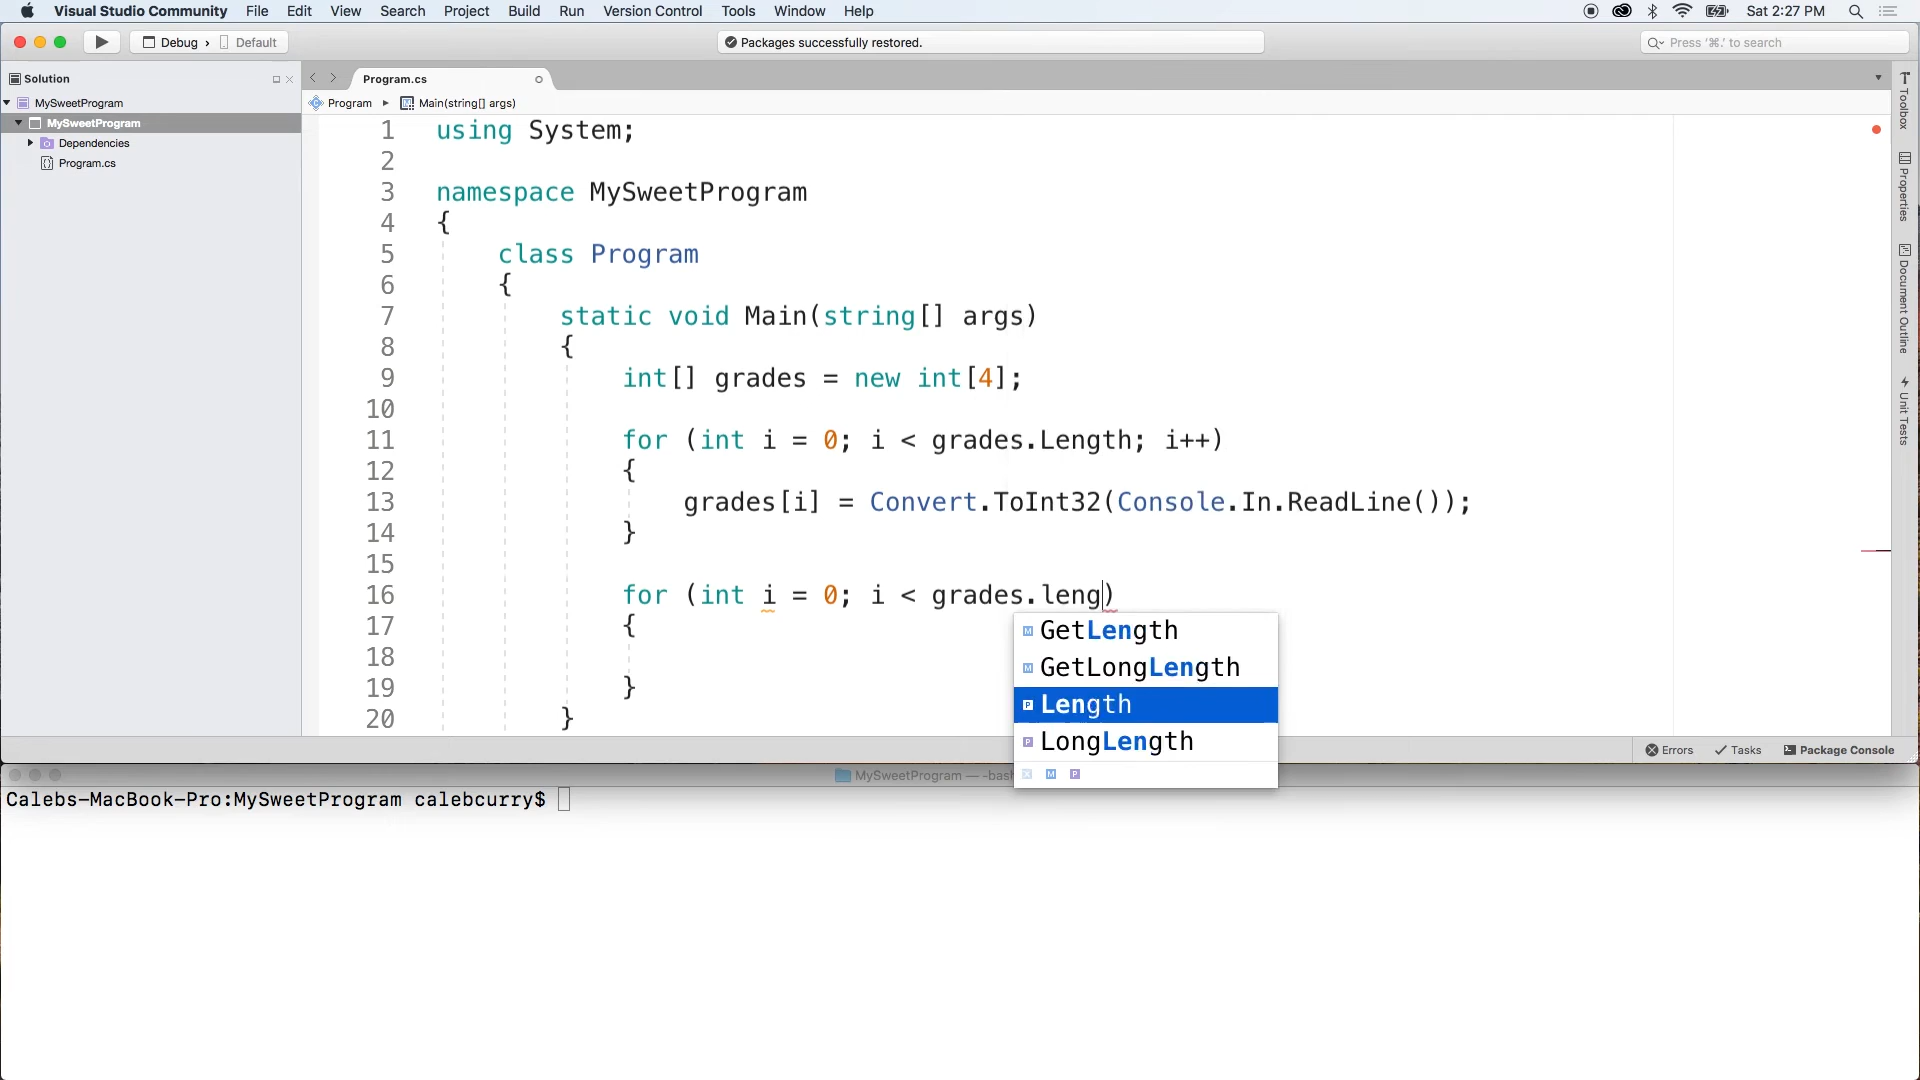 Visual Studio Community File Edit View Search Project Build Run Version Control Tools Window Help Sat 2:27 PM
Debug › Default Packages successfully restored. Press ‘⌘.’ to search
Solution
MySweetProgram
MySweetProgram
Dependencies
Program.cs
Program.cs
Program ▸ Main(string[] args)
1 using System;
2
3 namespace MySweetProgram
4 {
5 class Program
6 {
7 static void Main(string[] args)
8 {
9 int[] grades = new int[4];
10
11 for (int i = 0; i < grades.Length; i++)
12 {
13 grades[i] = Convert.ToInt32(Console.In.ReadLine());
14 }
15
16 for (int i = 0; i < grades.leng)
17 {
18
19 }
20 }
GetLength
GetLongLength
Length
LongLength
Toolbox
Properties
Document Outline
Unit Tests
Errors Tasks Package Console
MySweetProgram — -bash
Calebs-MacBook-Pro:MySweetProgram calebcurry$